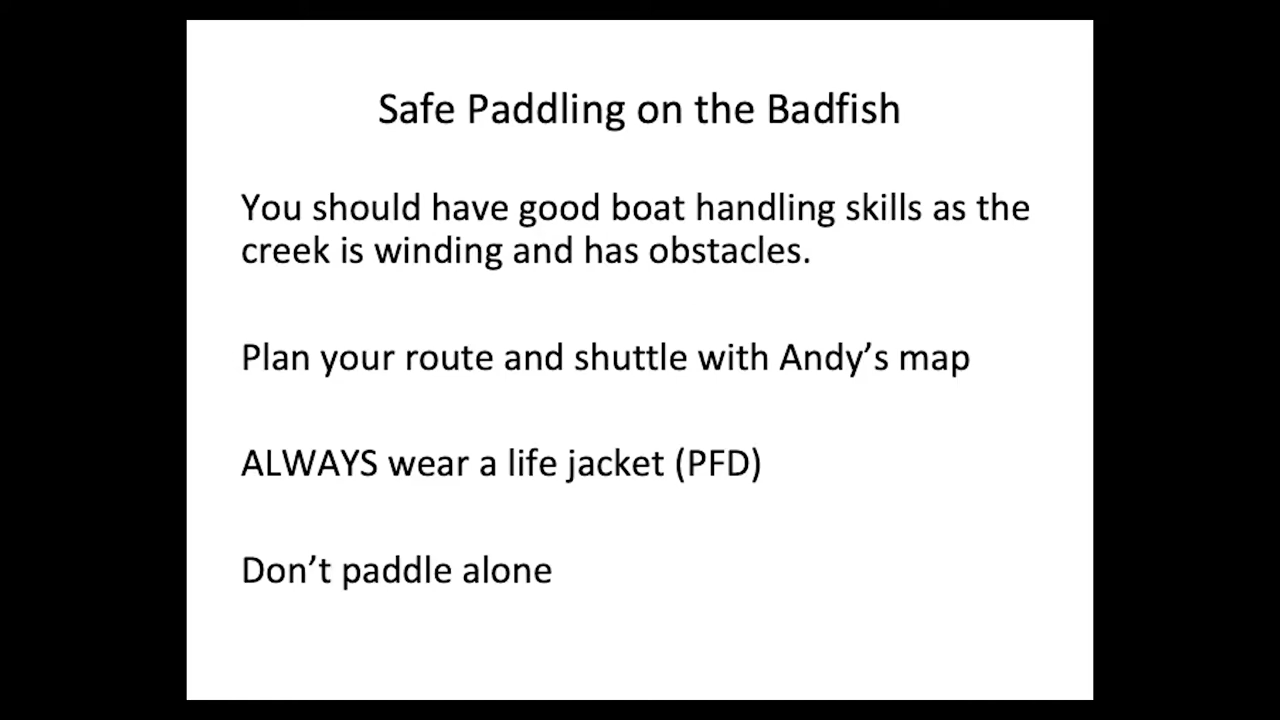 Safe Paddling on the Badfish
You should have good boat handling skills as the
creek is winding and has obstacles.
Plan your route and shuttle with Andy’s map
ALWAYS wear a life jacket (PFD)
Don’t paddle alone